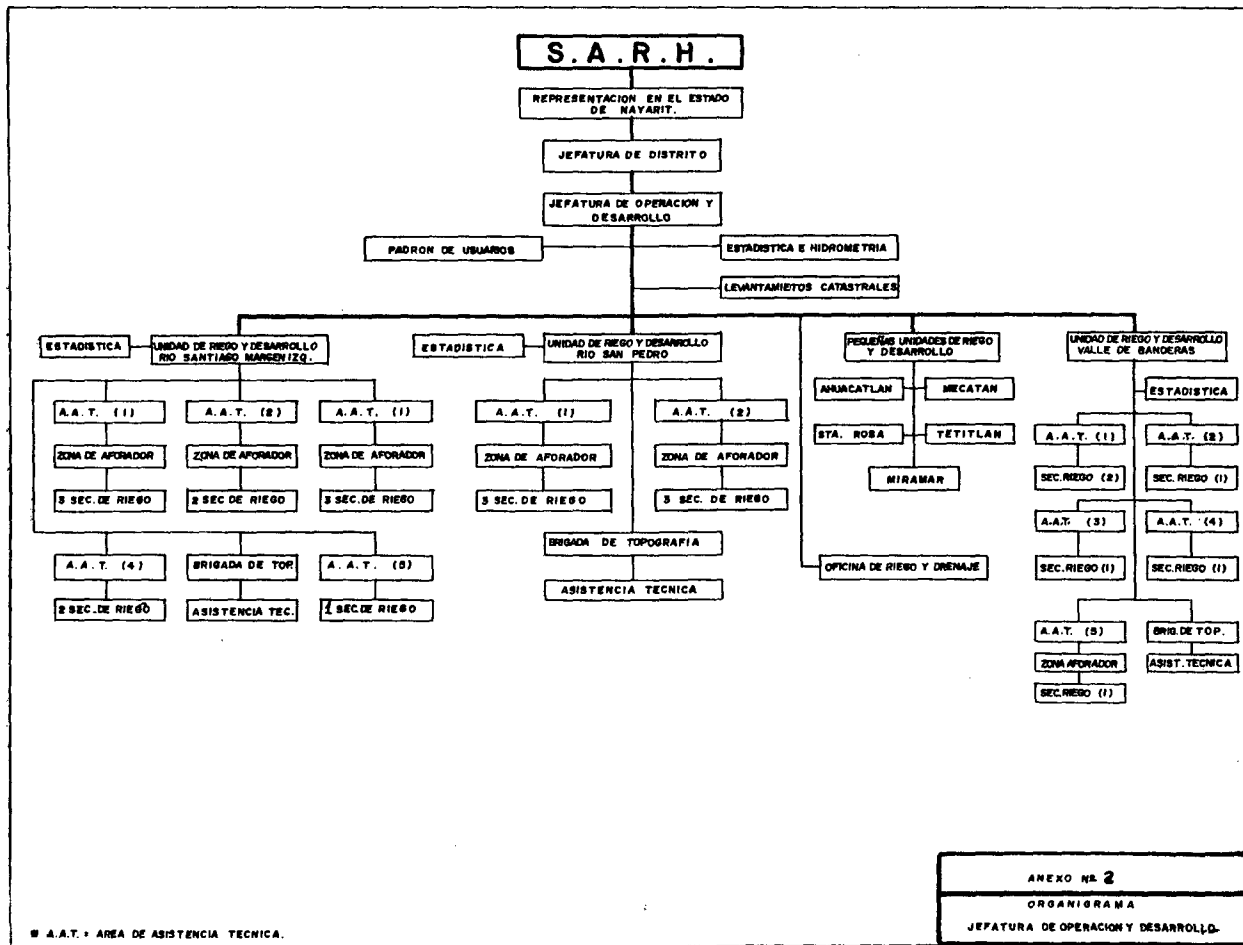 S.A.R.H.
REPRESENTACION EN EL ESTADO
DE NAYARIT.
JEFATURA DE DISTRITO
JEFATURA DE OPERACION Y
DESARROLLO
PADRON DE USUARIOS
ESTADISTICA E HIDROMETRIA
LEVANTAMIETOS CATASTRALES
ESTADISTICA
UNIDAD DE RIEGO Y DESARROLLO
RIO SANTIAGO MARGEN IZQ.
A.A.T. (1)
A.A.T. (2)
A.A.T. (1)
ZONA DE AFORADOR
ZONA DE AFORADOR
ZONA DE AFORADOR
3 SEC. DE RIEGO
2 SEC DE RIEGO
3 SEC. DE RIEGO
A.A.T. (4)
BRIGADA DE TOP.
A.A.T. (5)
2 SEC. DE RIEGO
ASISTENCIA TEC.
1 SEC. DE RIEGO
ESTADISTICA
UNIDAD DE RIEGO Y DESARROLLO
RIO SAN PEDRO
A.A.T. (1)
A.A.T. (2)
ZONA DE AFORADOR
ZONA DE AFORADOR
3 SEC. DE RIEGO
3 SEC. DE RIEGO
BRIGADA DE TOPOGRAFIA
ASISTENCIA TECNICA
OFICINA DE RIEGO Y DRENAJE
PEQUEÑAS UNIDADES DE RIEGO
Y DESARROLLO
AHUACATLAN
MECATAN
STA. ROSA
TETITLAN
MIRAMAR
UNIDAD DE RIEGO Y DESARROLLO
VALLE DE BANDERAS
ESTADISTICA
A.A.T. (1)
A.A.T. (2)
SEC. RIEGO (2)
SEC. RIEGO (1)
A.A.T. (3)
A.A.T. (4)
SEC. RIEGO (1)
SEC. RIEGO (1)
A.A.T. (5)
BRIG. DE TOP.
ZONA AFORADOR
ASIST. TECNICA
SEC. RIEGO (1)
ANEXO Nº 2
ORGANIGRAMA
JEFATURA DE OPERACION Y DESARROLLO.
* A.A.T. = AREA DE ASISTENCIA TECNICA.